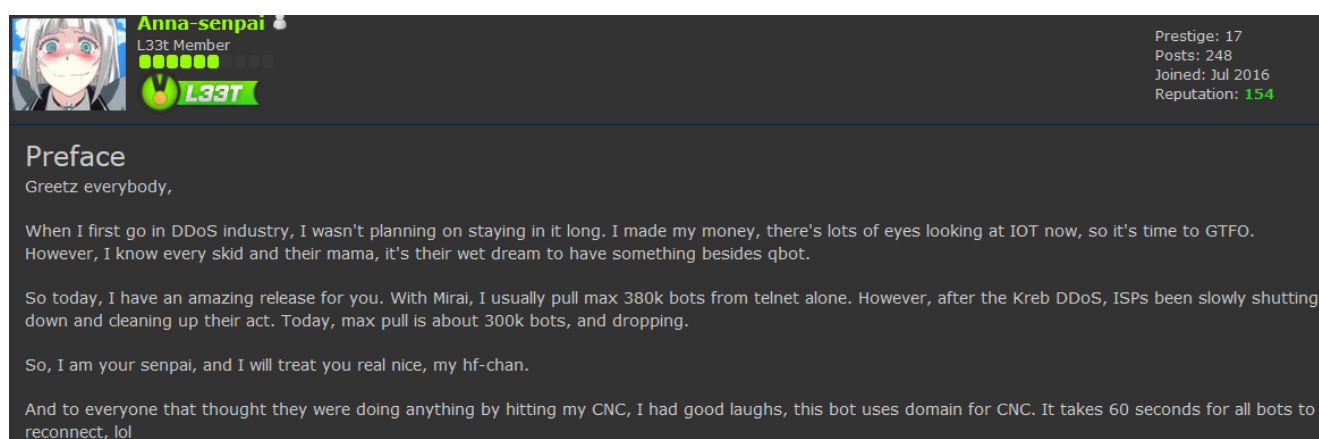 Anna-senpai
L33t Member
L33T
Prestige: 17
Posts: 248
Joined: Jul 2016
Reputation: 154
Preface
Greetz everybody,
When I first go in DDoS industry, I wasn't planning on staying in it long. I made my money, there's lots of eyes looking at IOT now, so it's time to GTFO.
However, I know every skid and their mama, it's their wet dream to have something besides qbot.
So today, I have an amazing release for you. With Mirai, I usually pull max 380k bots from telnet alone. However, after the Kreb DDoS, ISPs been slowly shutting
down and cleaning up their act. Today, max pull is about 300k bots, and dropping.
So, I am your senpai, and I will treat you real nice, my hf-chan.
And to everyone that thought they were doing anything by hitting my CNC, I had good laughs, this bot uses domain for CNC. It takes 60 seconds for all bots to
reconnect, lol